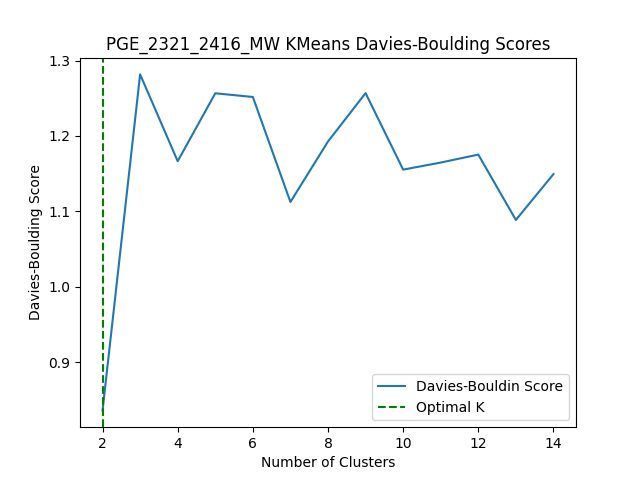 PGE_2321_2416_MW KMeans Davies-Boulding Scores
1.3
1.2
1.1
1.0
0.9
Davies-Boulding Score
2 4 6 8 10 12 14
Number of Clusters
Davies-Bouldin Score
Optimal K